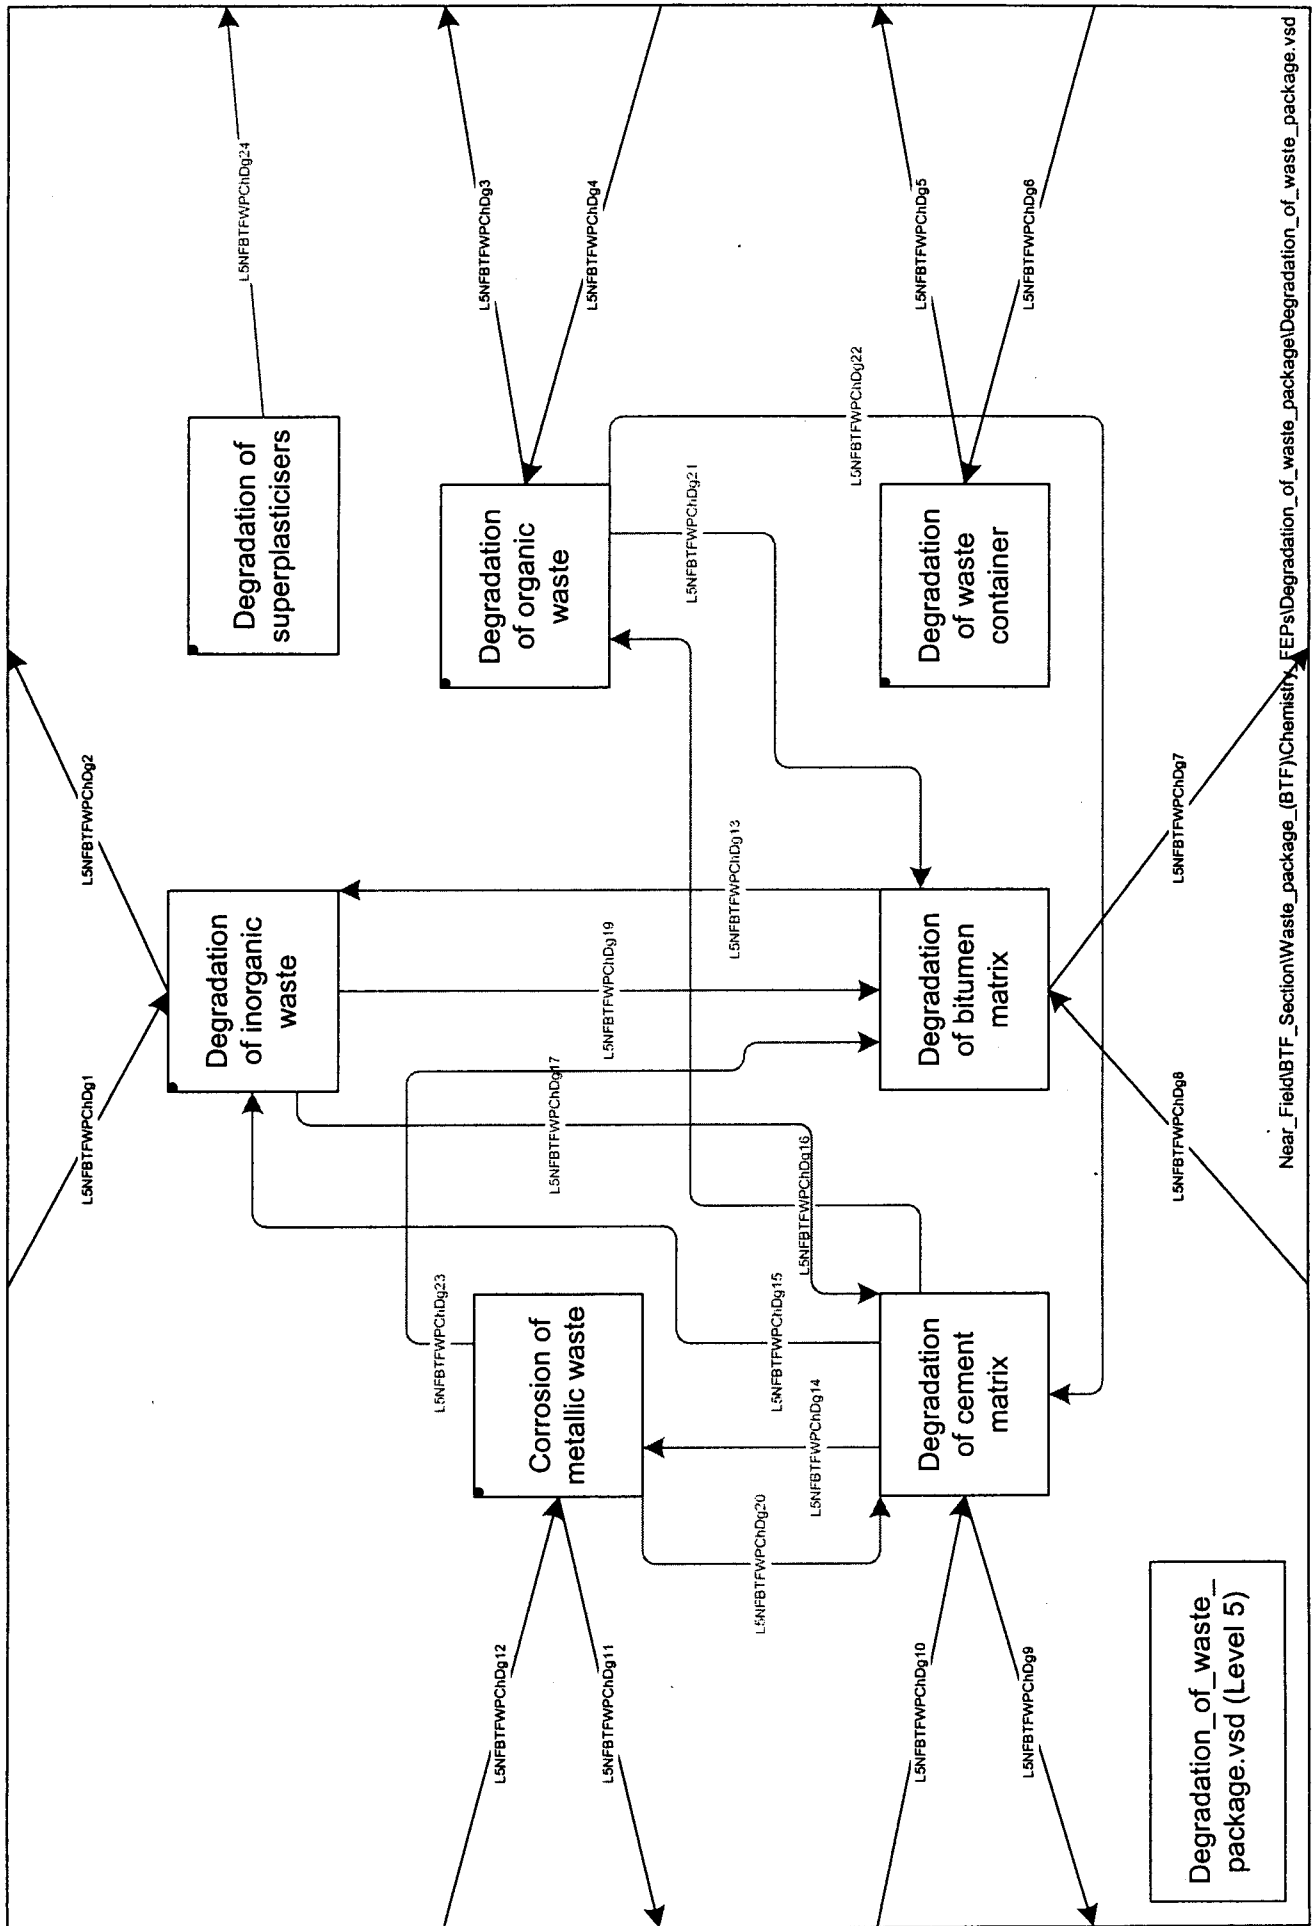 L5NFBTFWPChDg1
L5NFBTFWPChDg2
L5NFBTFWPChDg24
Degradation
of inorganic
waste
Degradation of
superplasticisers
L5NFBTFWPChDg12
L5NFBTFWPChDg11
L5NFBTFWPChDg23
Corrosion of
metallic waste
L5NFBTFWPChDg17
L5NFBTFWPChDg19
Degradation
of organic
waste
L5NFBTFWPChDg3
L5NFBTFWPChDg4
L5NFBTFWPChDg20
L5NFBTFWPChDg14
L5NFBTFWPChDg15
L5NFBTFWPChDg16
L5NFBTFWPChDg13
L5NFBTFWPChDg21
L5NFBTFWPChDg22
L5NFBTFWPChDg10
L5NFBTFWPChDg9
Degradation
of cement
matrix
Degradation
of bitumen
matrix
Degradation
of waste
container
L5NFBTFWPChDg5
L5NFBTFWPChDg6
L5NFBTFWPChDg8
L5NFBTFWPChDg7
Degradation_of_waste_
package.vsd (Level 5)
Near_Field\BTF_Section\Waste_package_(BTF)\Chemistry_FEPs\Degradation_of_waste_package\Degradation_of_waste_package.vsd